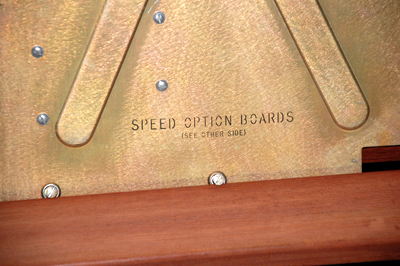 SPEED OPTION BOARDS
(SEE OTHER SIDE)